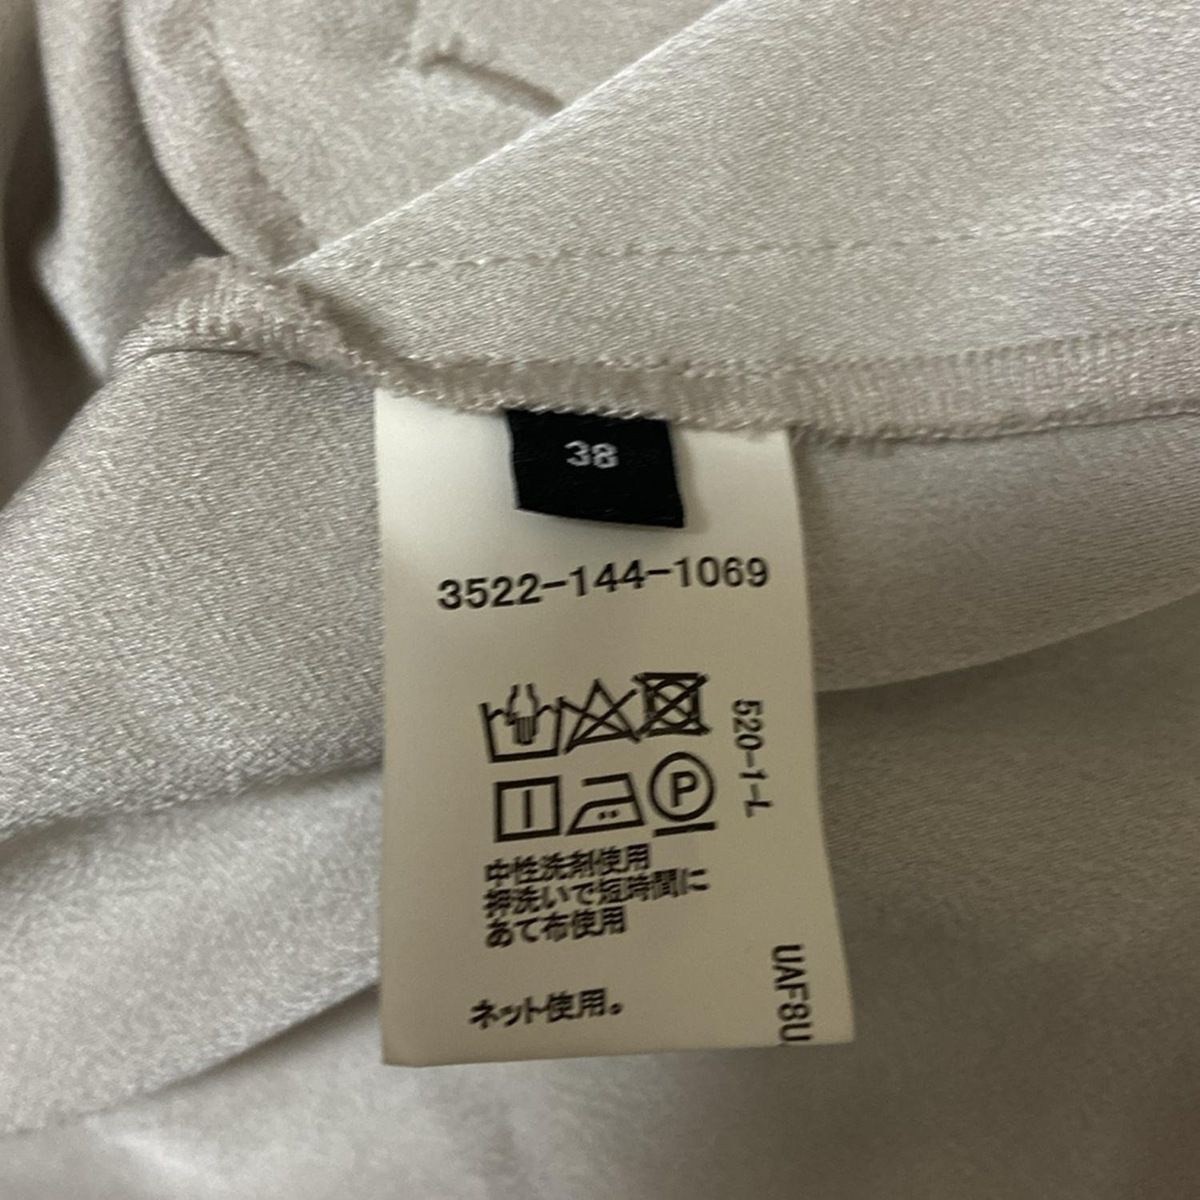 38
3522-144-1069
520-1-L
P
中性洗剤使用
押洗いで短時間に
あて布使用
ネット使用。
UAF8U